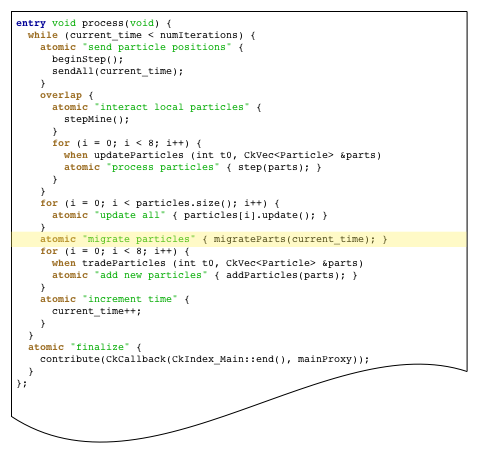 entry void process(void) {
while (current_time < numIterations) {
atomic "send particle positions" {
beginStep();
sendAll(current_time);
}
overlap {
atomic "interact local particles" {
stepMine();
}
for (i = 0; i < 8; i++) {
when updateParticles (int t0, CkVec<Particle> &parts)
atomic "process particles" { step(parts); }
}
}
for (i = 0; i < particles.size(); i++) {
atomic "update all" { particles[i].update(); }
}
atomic "migrate particles" { migrateParts(current_time); }
for (i = 0; i < 8; i++) {
when tradeParticles (int t0, CkVec<Particle> &parts)
atomic "add new particles" { addParticles(parts); }
}
atomic "increment time" {
current_time++;
}
}
atomic "finalize" {
contribute(CkCallback(CkIndex_Main::end(), mainProxy));
}
};